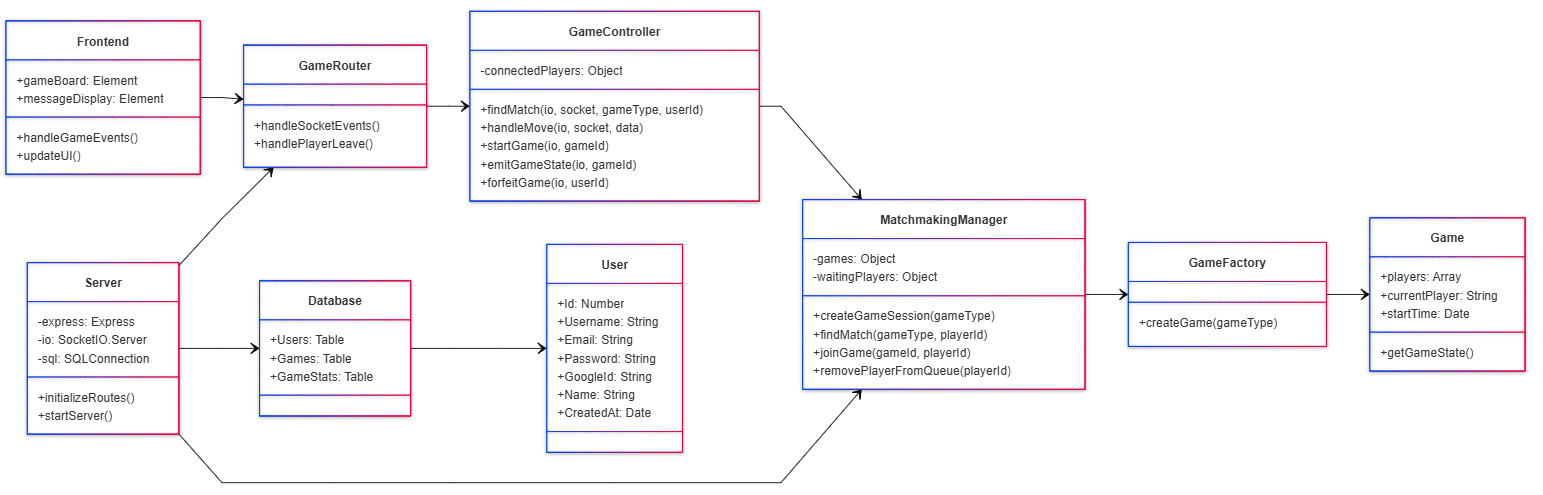 Frontend
+gameBoard: Element
+messageDisplay: Element
+handleGameEvents()
+updateUI()
GameRouter
+handleSocketEvents()
+handlePlayerLeave()
GameController
-connectedPlayers: Object
+findMatch(io, socket, gameType, userId)
+handleMove(io, socket, data)
+startGame(io, gameId)
+emitGameState(io, gameId)
+forfeitGame(io, userId)
Server
-express: Express
-io: SocketIO.Server
-sql: SQLConnection
+initializeRoutes()
+startServer()
Database
+Users: Table
+Games: Table
+GameStats: Table
User
+Id: Number
+Username: String
+Email: String
+Password: String
+GoogleId: String
+Name: String
+CreatedAt: Date
MatchmakingManager
-games: Object
-waitingPlayers: Object
+createGameSession(gameType)
+findMatch(gameType, playerId)
+joinGame(gameId, playerId)
+removePlayerFromQueue(playerId)
GameFactory
+createGame(gameType)
Game
+players: Array
+currentPlayer: String
+startTime: Date
+getGameState()